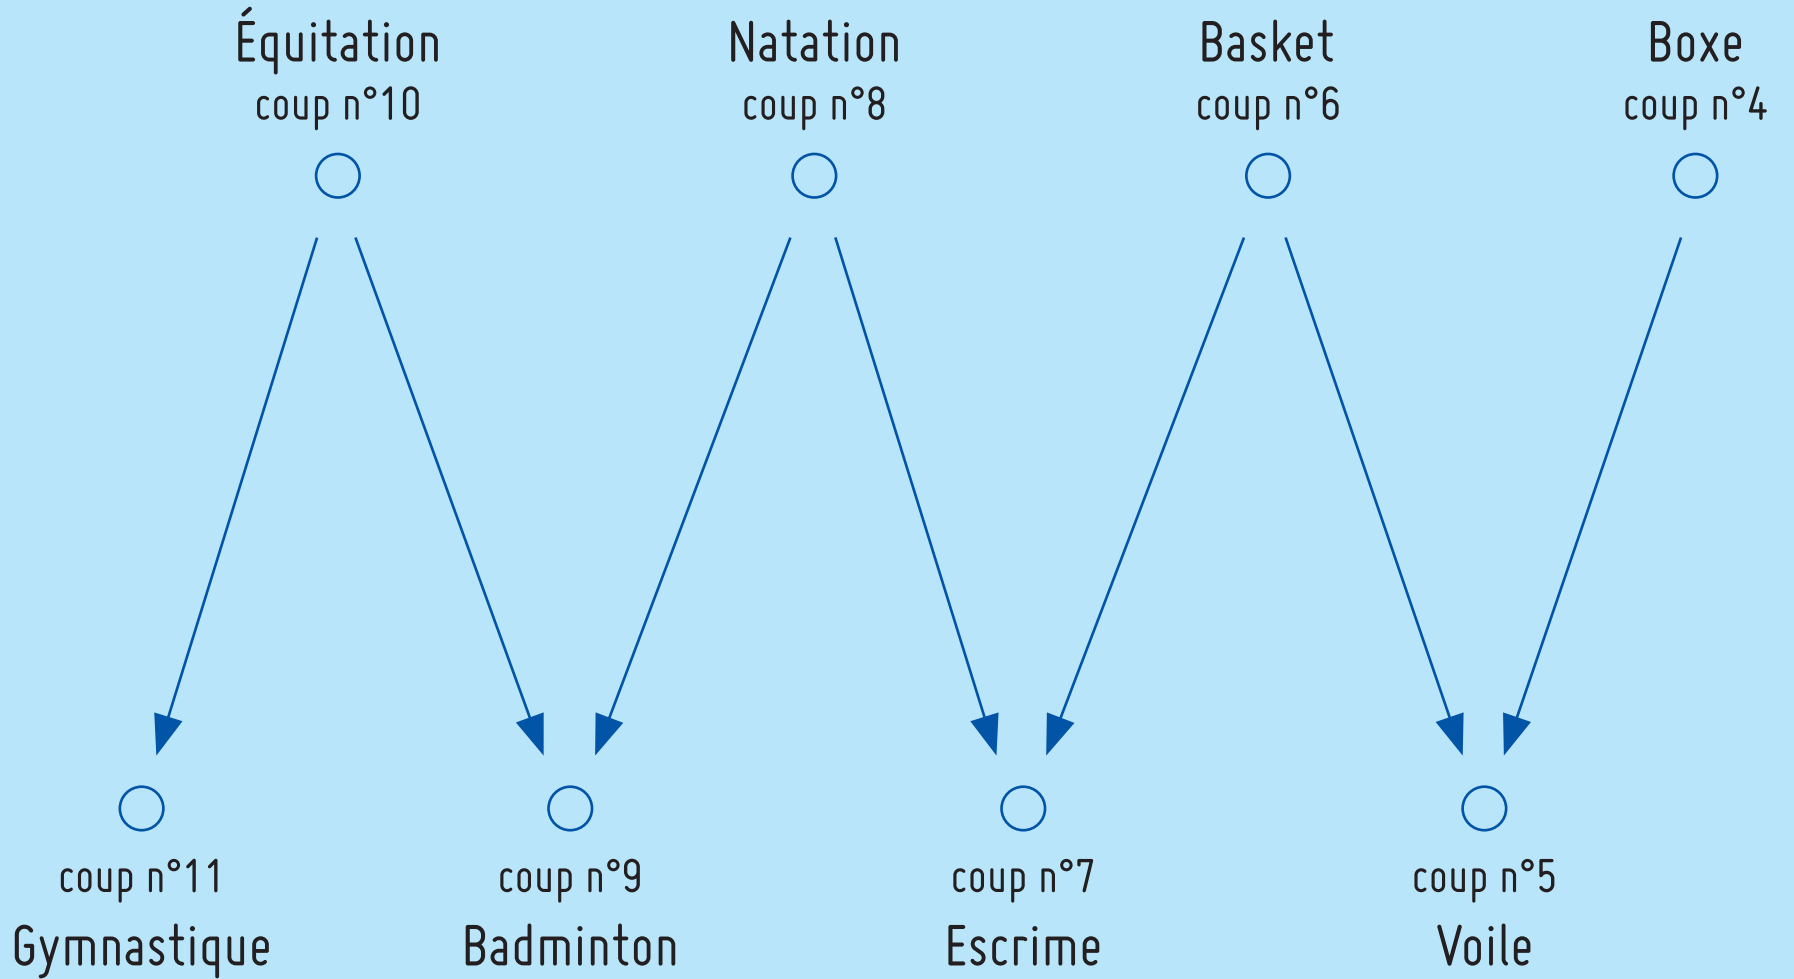 Équitation
coup n°10
Natation
coup n°8
Basket
coup n°6
Boxe
coup n°4
coup n°11
Gymnastique
coup n°9
Badminton
coup n°7
Escrime
coup n°5
Voile